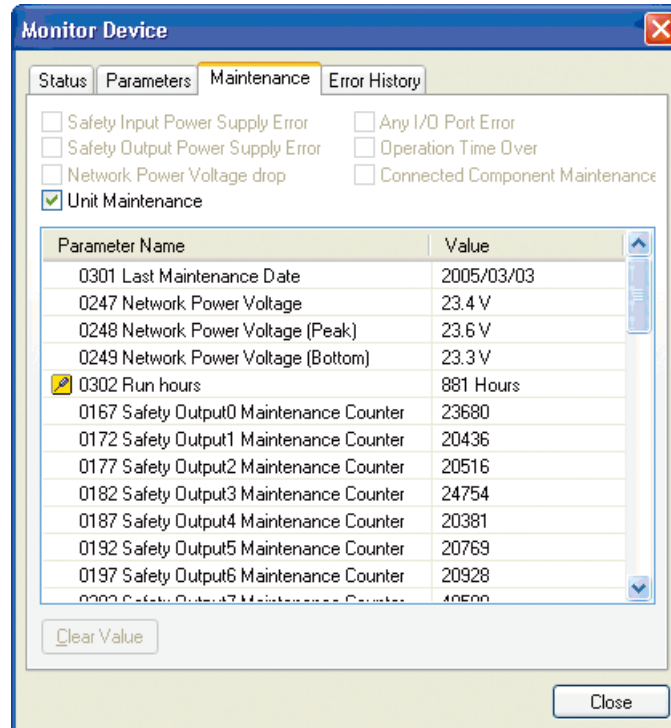 Monitor Device
Status Parameters Maintenance Error History
Safety Input Power Supply Error Any I/O Port Error
Safety Output Power Supply Error Operation Time Over
Network Power Voltage drop Connected Component Maintenance
Unit Maintenance
Parameter Name Value
0301 Last Maintenance Date 2005/03/03
0247 Network Power Voltage 23.4 V
0248 Network Power Voltage (Peak) 23.6 V
0249 Network Power Voltage (Bottom) 23.3 V
0302 Run hours 881 Hours
0167 Safety Output0 Maintenance Counter 23680
0172 Safety Output1 Maintenance Counter 20436
0177 Safety Output2 Maintenance Counter 20516
0182 Safety Output3 Maintenance Counter 24754
0187 Safety Output4 Maintenance Counter 20381
0192 Safety Output5 Maintenance Counter 20769
0197 Safety Output6 Maintenance Counter 20928
Safety Output7 Maintenance Counter
Clear Value
Close